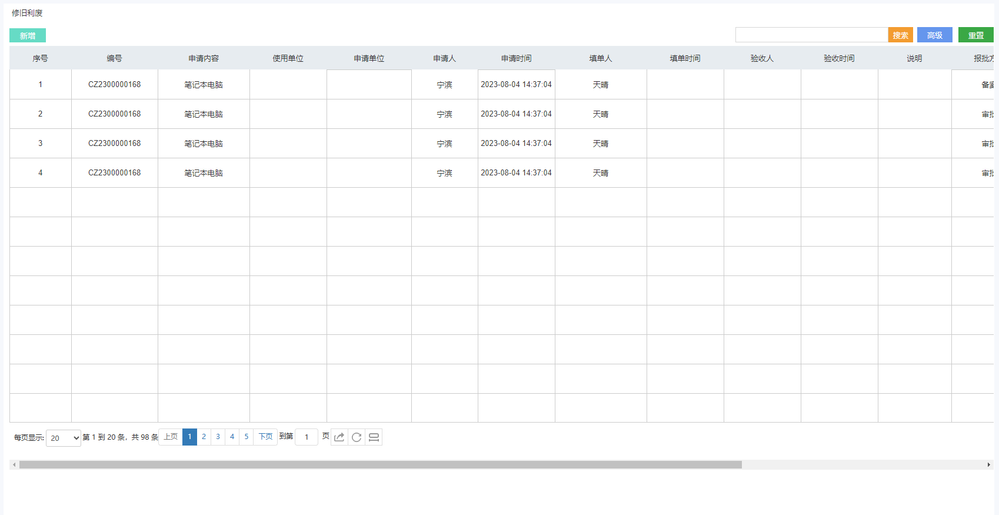 修旧利废
新增 搜索 高级 重置
序号 编号 申请内容 使用单位 申请单位 申请人 申请时间 填单人 填单时间 验收人 验收时间 说明 报批方
1 CZ2300000168 笔记本电脑 宁滨 2023-08-04 14:37:04 天晴 备案
2 CZ2300000168 笔记本电脑 宁滨 2023-08-04 14:37:04 天晴 审批
3 CZ2300000168 笔记本电脑 宁滨 2023-08-04 14:37:04 天晴 审批
4 CZ2300000168 笔记本电脑 宁滨 2023-08-04 14:37:04 天晴 审批
每页显示: 20 第 1 到 20 条，共 98 条 上页 1 2 3 4 5 下页 到第 1 页